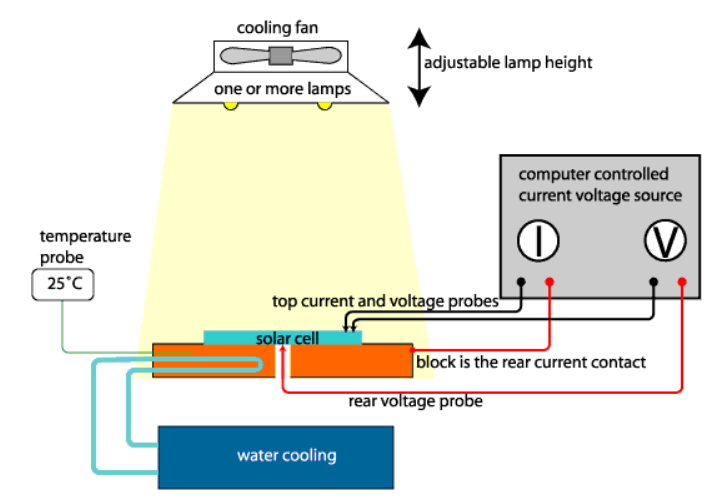 cooling fan
adjustable lamp height
one or more lamps
computer controlled
current voltage source
I
V
temperature
probe
25˚C
top current and voltage probes
solar cell
block is the rear current contact
rear voltage probe
water cooling